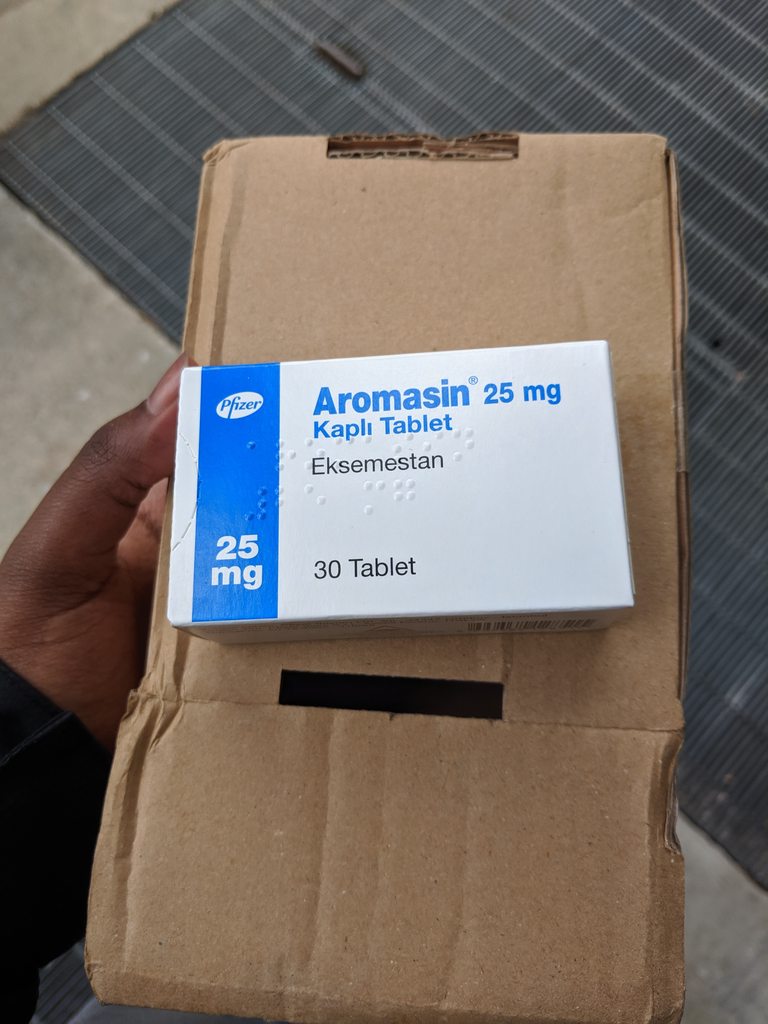 Pfizer
Aromasin® 25 mg
Kaplı Tablet
Eksemestan
25
mg
30 Tablet